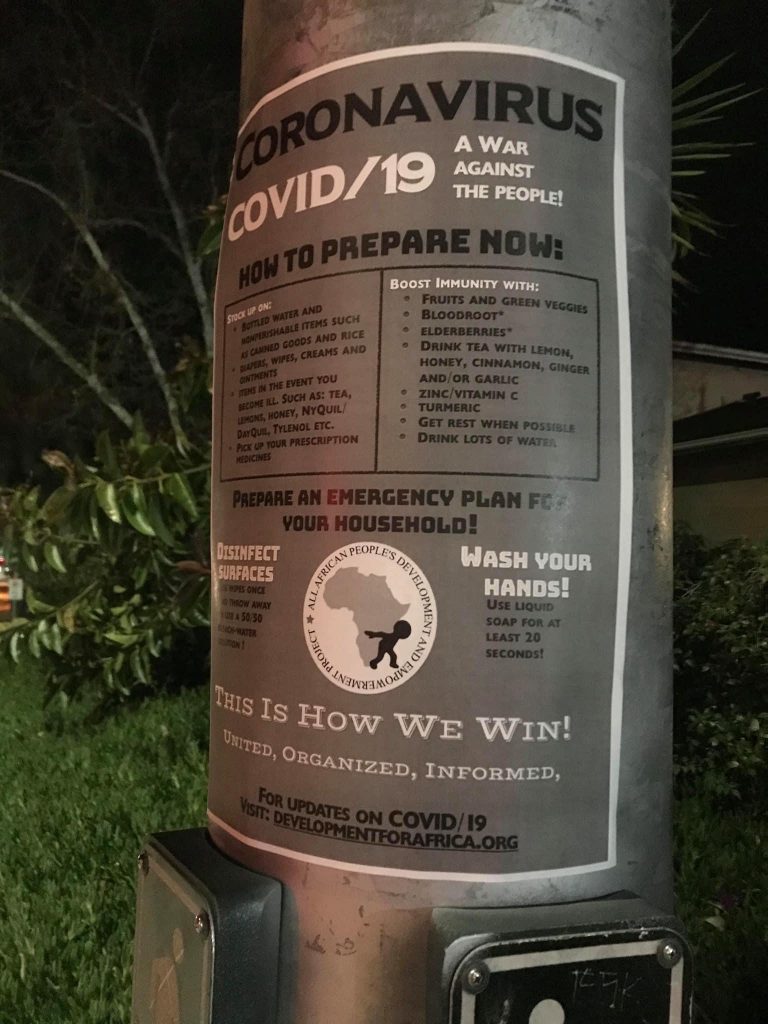 CORONAVIRUS
COVID/19
A WAR
AGAINST
THE PEOPLE!
HOW TO PREPARE NOW:
STOCK UP ON:
• BOTTLED WATER AND
NONPERISHABLE ITEMS SUCH
AS CANNED GOODS AND RICE
• DIAPERS, WIPES, CREAMS AND
OINTMENTS
• ITEMS IN THE EVENT YOU
BECOME ILL. SUCH AS: TEA,
LEMONS, HONEY, NYQUIL/
DAYQUIL, TYLENOL ETC.
• PICK UP YOUR PRESCRIPTION
MEDICINES
BOOST IMMUNITY WITH:
• FRUITS AND GREEN VEGGIES
• BLOODROOT*
• ELDERBERRIES*
• DRINK TEA WITH LEMON,
HONEY, CINNAMON, GINGER
AND/OR GARLIC
• ZINC/VITAMIN C
• TURMERIC
• GET REST WHEN POSSIBLE
• DRINK LOTS OF WATER
PREPARE AN EMERGENCY PLAN FOR
YOUR HOUSEHOLD!
DISINFECT
SURFACES
WIPES ONCE
THROW AWAY
USE A 50/50
-WATER
ALL AFRICAN PEOPLE'S DEVELOPMENT AND EMPOWERMENT PROJECT ★
WASH YOUR
HANDS!
USE LIQUID
SOAP FOR AT
LEAST 20
SECONDS!
THIS IS HOW WE WIN!
UNITED, ORGANIZED, INFORMED,
FOR UPDATES ON COVID/19
VISIT: DEVELOPMENTFORAFRICA.ORG